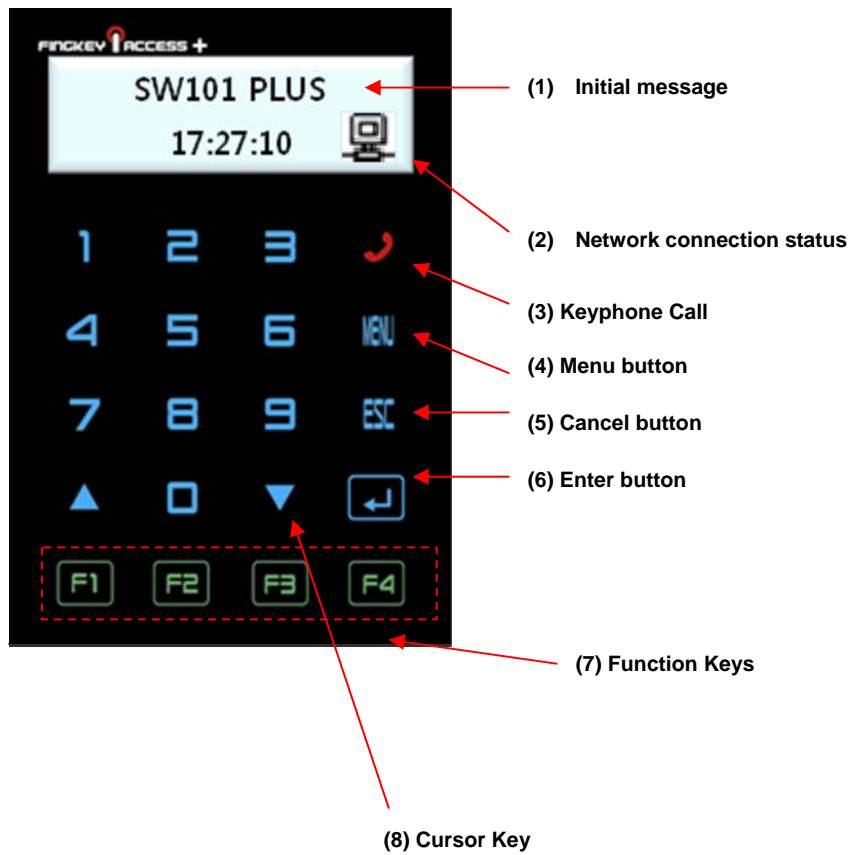 FINGKEY ACCESS +
SW101 PLUS
17:27:10
(1) Initial message
(2) Network connection status
1 2 3
(3) Keyphone Call
4 5 6 MENU
(4) Menu button
7 8 9 ESC
(5) Cancel button
(6) Enter button
0
F1 F2 F3 F4
(7) Function Keys
(8) Cursor Key